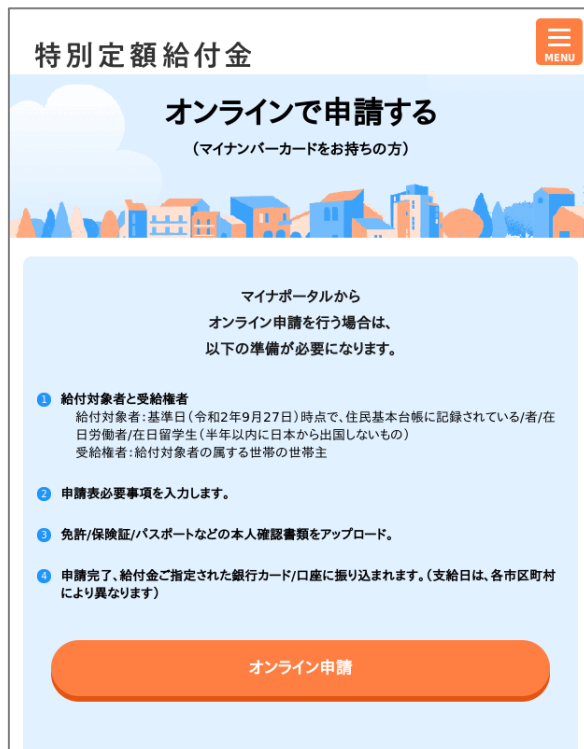 特別定額給付金
MENU
オンラインで申請する
（マイナンバーカードをお持ちの方）
マイナポータルから
オンライン申請を行う場合は、
以下の準備が必要になります。
1 給付対象者と受給権者
給付対象者：基準日（令和2年9月27日）時点で、住民基本台帳に記録されている/者/在
日労働者/在日留学生（半年以内に日本から出国しないもの）
受給権者：給付対象者の属する世帯の世帯主
2 申請表必要事項を入力します。
3 免許/保険証/パスポートなどの本人確認書類をアップロード。
4 申請完了、給付金ご指定された銀行カード/口座に振り込まれます。（支給日は、各市区町村
により異なります）
オンライン申請